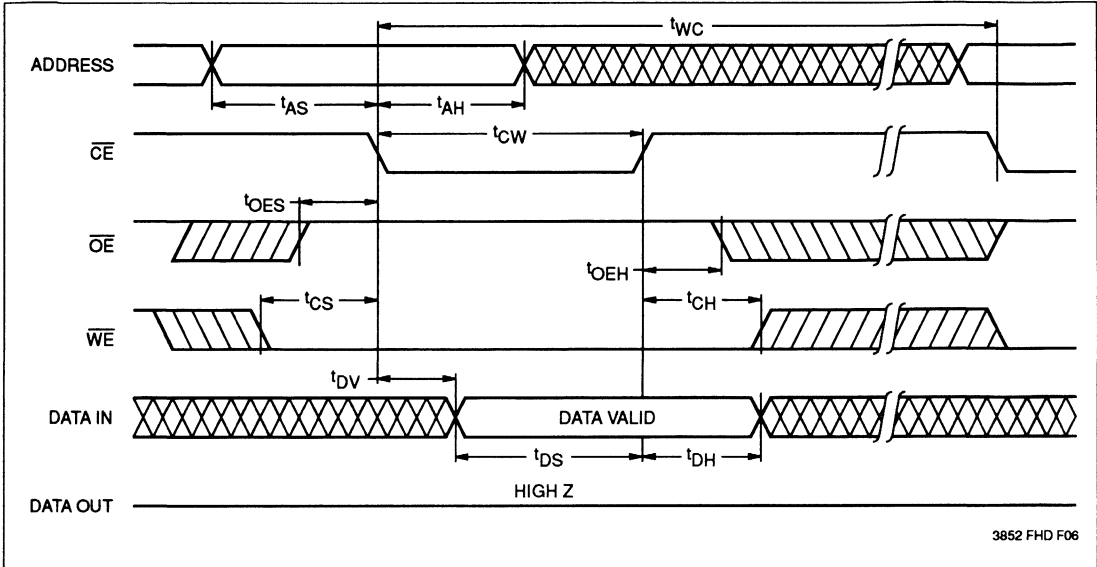 tWC
ADDRESS
tAS
tAH
tCW
CE
tOES
OE
tOEH
tCS
tCH
WE
tDV
DATA IN
DATA VALID
tDS
tDH
HIGH Z
DATA OUT
3852 FHD F06